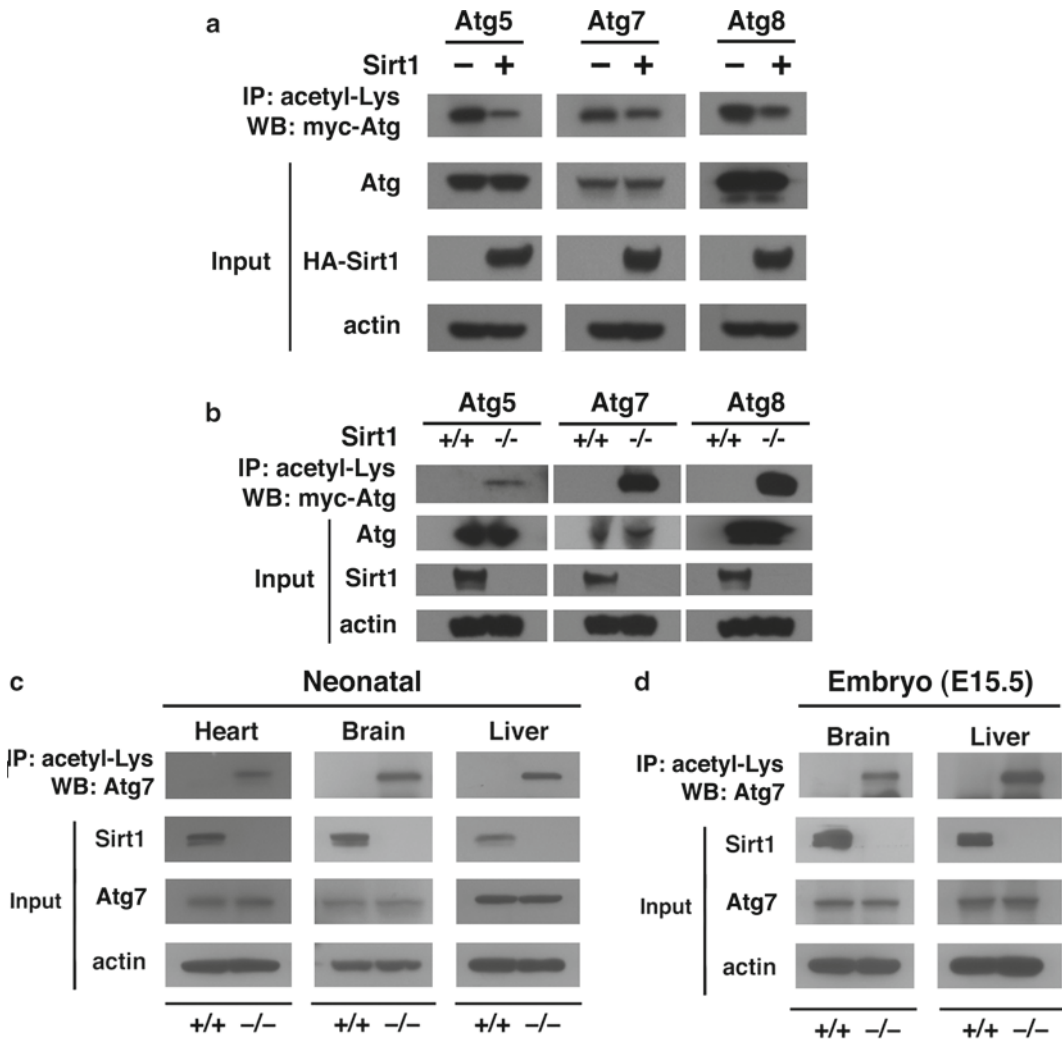 a
Atg5 Atg7 Atg8
Sirt1 − + − + − +
IP: acetyl-Lys
WB: myc-Atg
Atg
Input
HA-Sirt1
actin
b
Atg5 Atg7 Atg8
Sirt1 +/+ -/- +/+ -/- +/+ -/-
IP: acetyl-Lys
WB: myc-Atg
Atg
Input
Sirt1
actin
c
Neonatal
Heart Brain Liver
IP: acetyl-Lys
WB: Atg7
Sirt1
Input
Atg7
actin
+/+ −/− +/+ −/− +/+ −/−
d
Embryo (E15.5)
Brain Liver
IP: acetyl-Lys
WB: Atg7
Sirt1
Input
Atg7
actin
+/+ −/− +/+ −/−